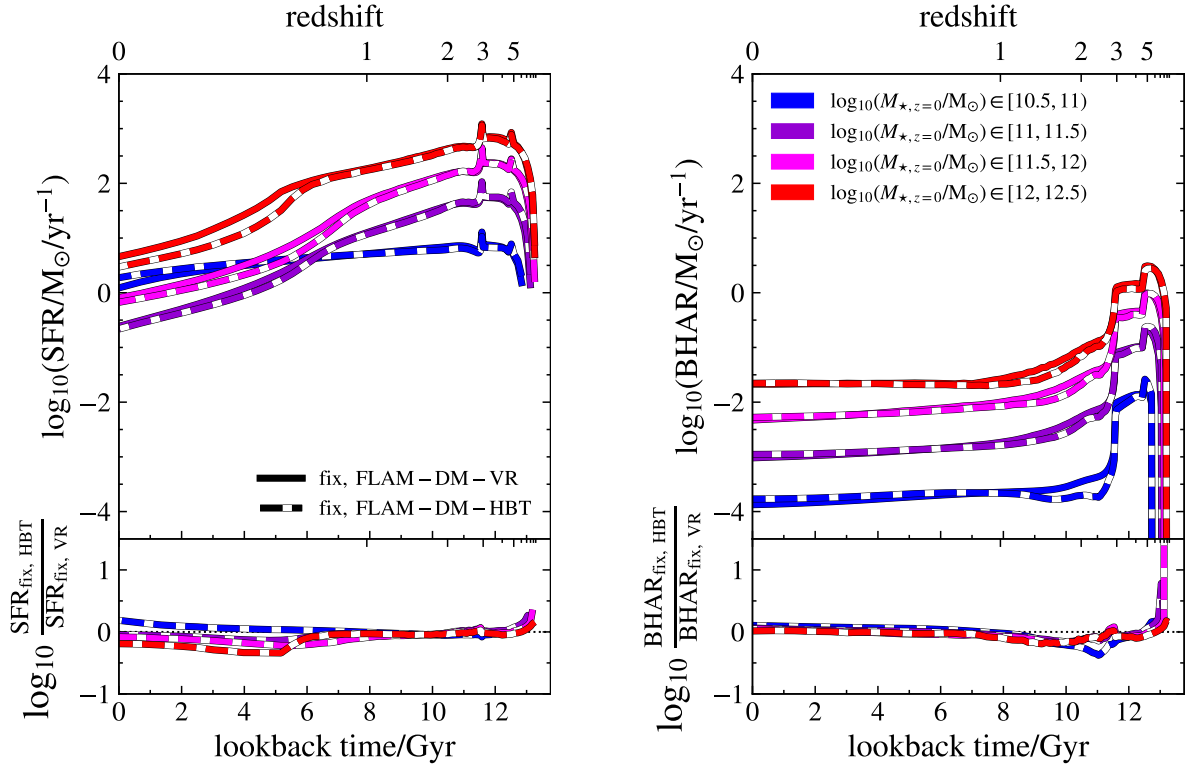 redshift
0 1 2 3 5
4
2
0
−2
−4
log₁₀(SFR/M⊙/yr⁻¹)
fix, FLAM−DM−VR
fix, FLAM−DM−HBT
1
0
−1
log₁₀ SFR_fix, HBT / SFR_fix, VR
0 2 4 6 8 10 12
lookback time/Gyr
redshift
0 1 2 3 5
4
2
0
−2
−4
log₁₀(BHAR/M⊙/yr⁻¹)
log₁₀(M⋆,z=0/M⊙)∈[10.5, 11)
log₁₀(M⋆,z=0/M⊙)∈[11, 11.5)
log₁₀(M⋆,z=0/M⊙)∈[11.5, 12)
log₁₀(M⋆,z=0/M⊙)∈[12, 12.5)
1
0
−1
log₁₀ BHAR_fix, HBT / BHAR_fix, VR
0 2 4 6 8 10 12
lookback time/Gyr